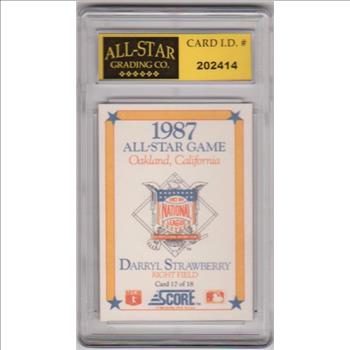 ALL-STAR
GRADING CO.
CARD I.D. #
202414
1987
ALL-STAR GAME
Oakland, California
NATIONAL
LEAGUE
DARRYL STRAWBERRY
RIGHT FIELD
Card 17 of 18
SCORE